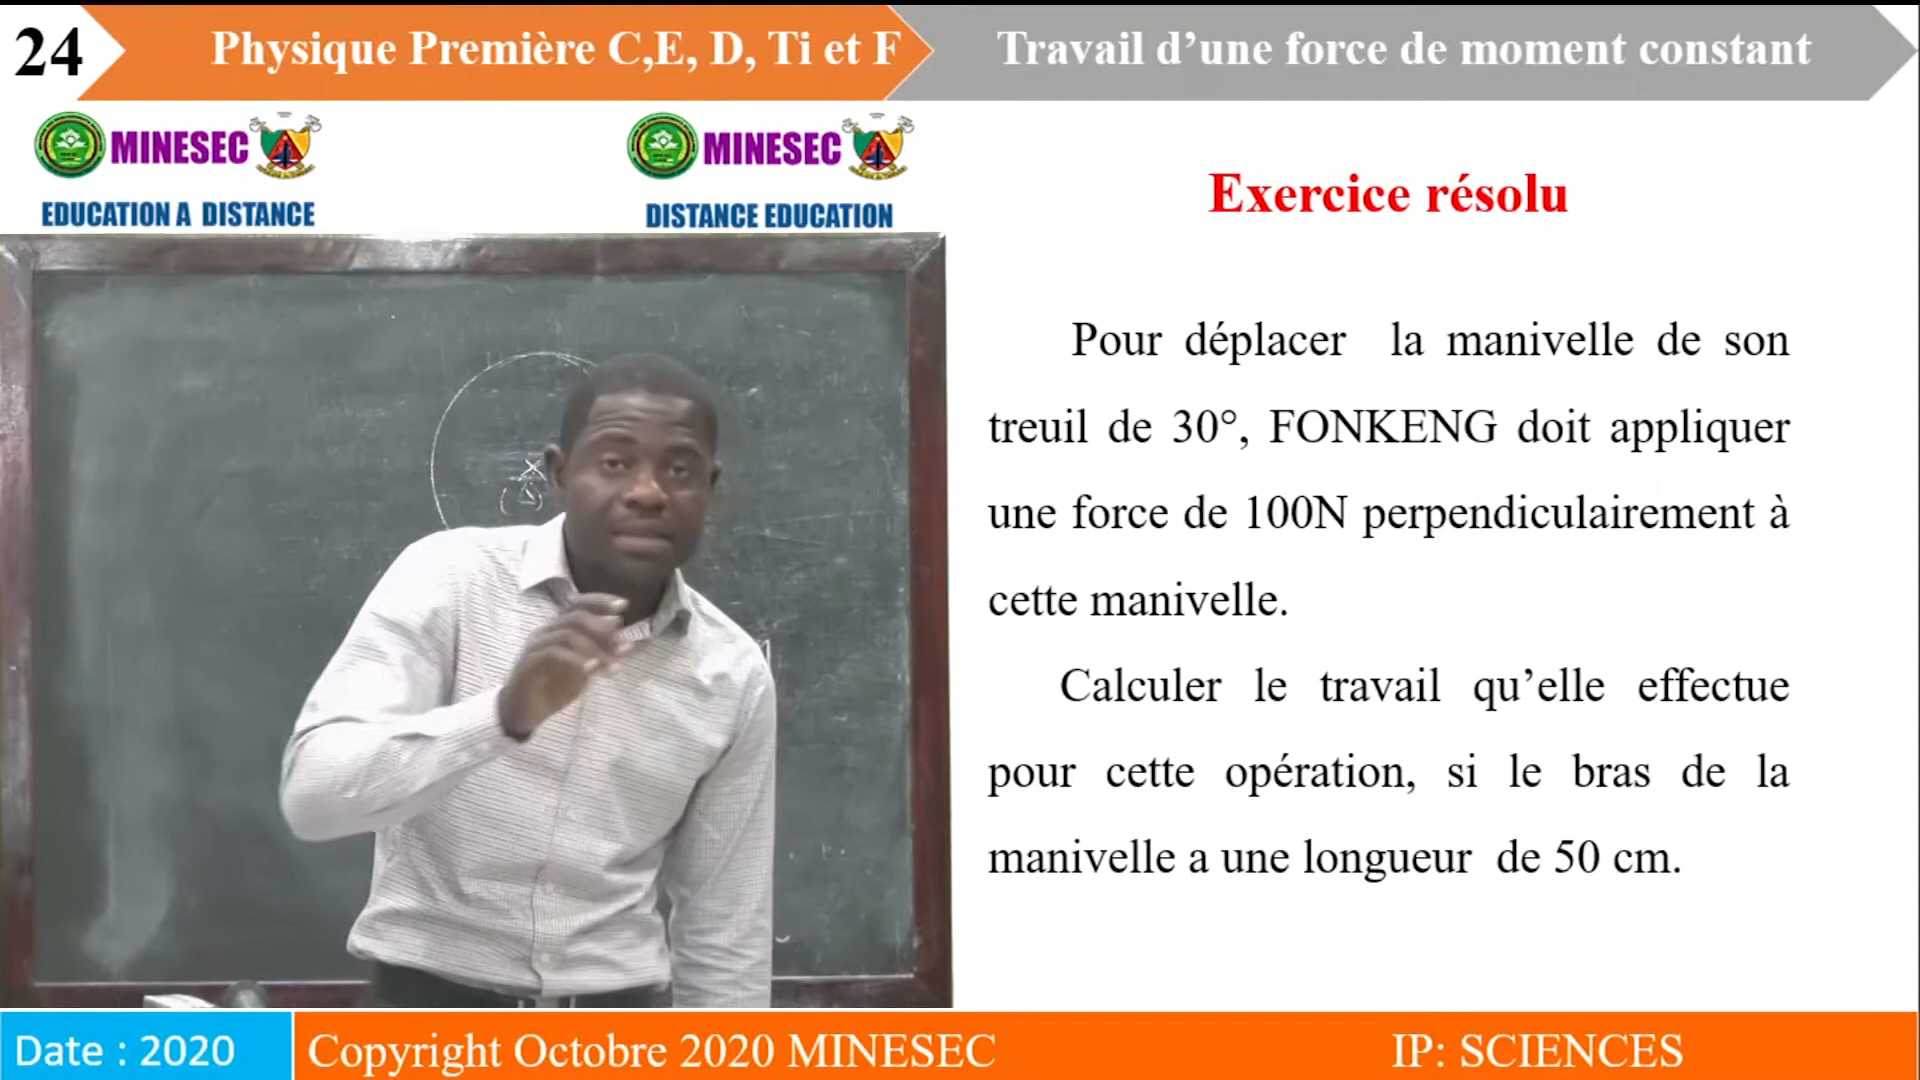 24
Physique Première C,E, D, Ti et F
Travail d’une force de moment constant
MINESEC
EDUCATION A DISTANCE
MINESEC
DISTANCE EDUCATION
Exercice résolu
Pour déplacer la manivelle de son
treuil de 30°, FONKENG doit appliquer
une force de 100N perpendiculairement à
cette manivelle.
Calculer le travail qu’elle effectue
pour cette opération, si le bras de la
manivelle a une longueur de 50 cm.
Date : 2020
Copyright Octobre 2020 MINESEC
IP: SCIENCES